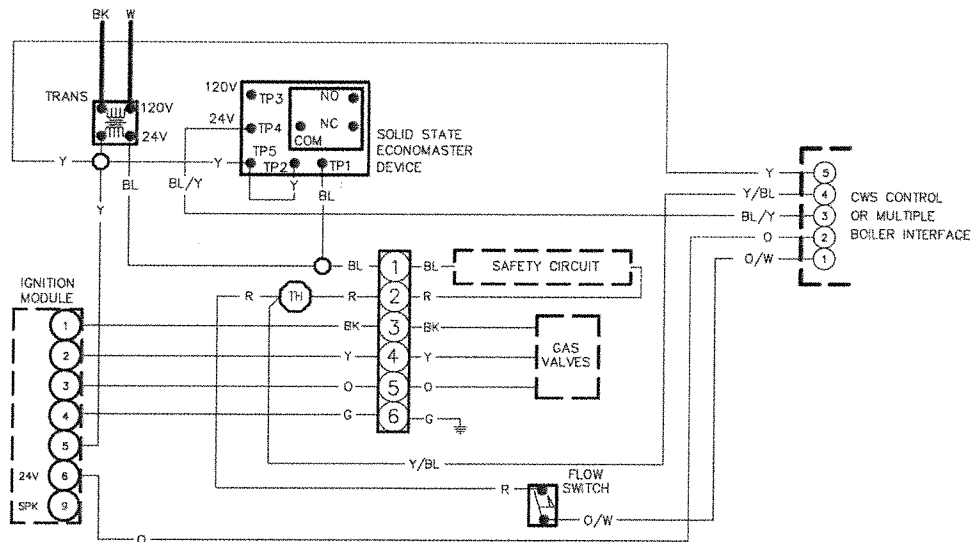 BK W
TRANS
120V
24V
120V
TP3
NO
24V
TP4
NC
COM
TP5
TP2
TP1
SOLID STATE
ECONOMASTER
DEVICE
Y
Y
Y
BL
BL/Y
BL
Y
Y
5
Y/BL
4
BL/Y
3
O
2
O/W
1
CWS CONTROL
OR MULTIPLE
BOILER INTERFACE
BL
1
BL
SAFETY CIRCUIT
R
TH
R
2
R
BK
3
BK
Y
4
Y
O
5
O
G
6
G
GAS
VALVES
IGNITION
MODULE
1
2
3
4
5
24V
6
SPK
9
Y/BL
R
FLOW
SWITCH
O/W
O